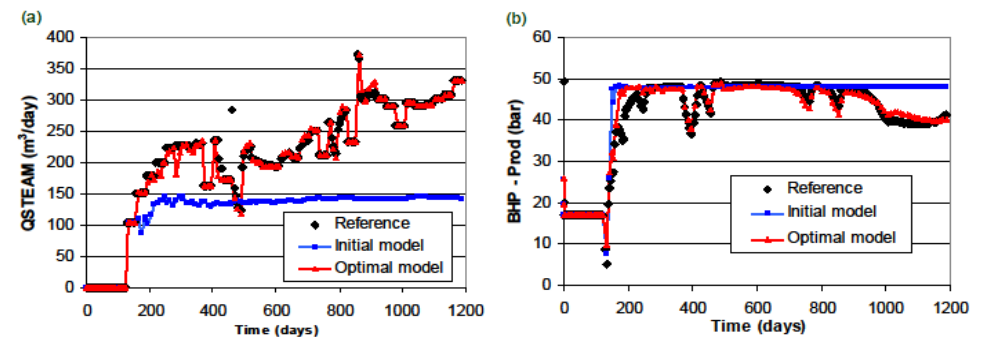 (a)
QSTEAM (m³/day)
400
350
300
250
200
150
100
50
0
Reference
Initial model
Optimal model
0 200 400 600 800 1000 1200
Time (days)
(b)
BHP - Prod (bar)
60
50
40
30
20
10
0
Reference
Initial model
Optimal model
0 200 400 600 800 1000 1200
Time (days)